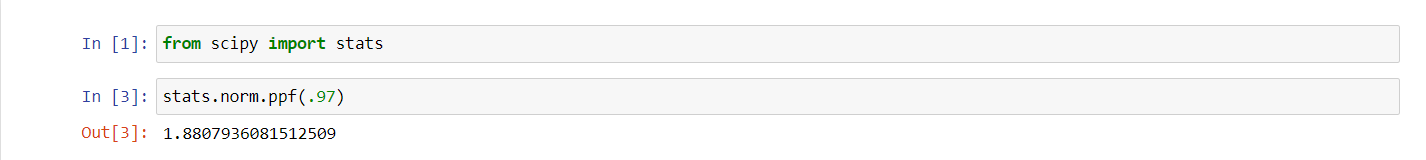 In [1]: from scipy import stats
In [3]: stats.norm.ppf(.97)
Out[3]: 1.8807936081512509